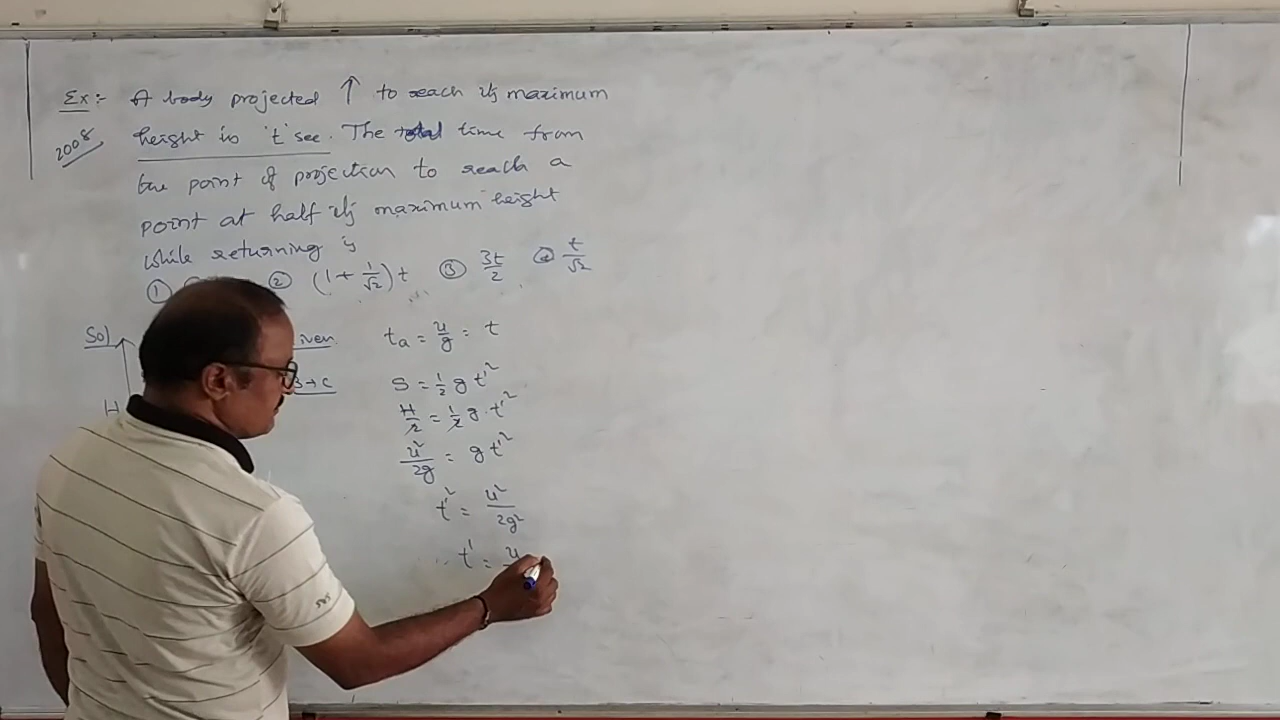 Ex:- A body projected ↑ to reach its maximum
2008 height is 't' sec. The total time from
the point of projection to reach a
point at half its maximum height
while returning is
① ② (1 + 1/√2) t ③ 3t/2 ④ t/√2
Sol iven
tₐ = u/g = t
B→C S = 1/2 g t'²
H
H/2 = 1/2 g. t'²
u²/2g = g t'²
t'² = u²/2g²
∴ t' = u